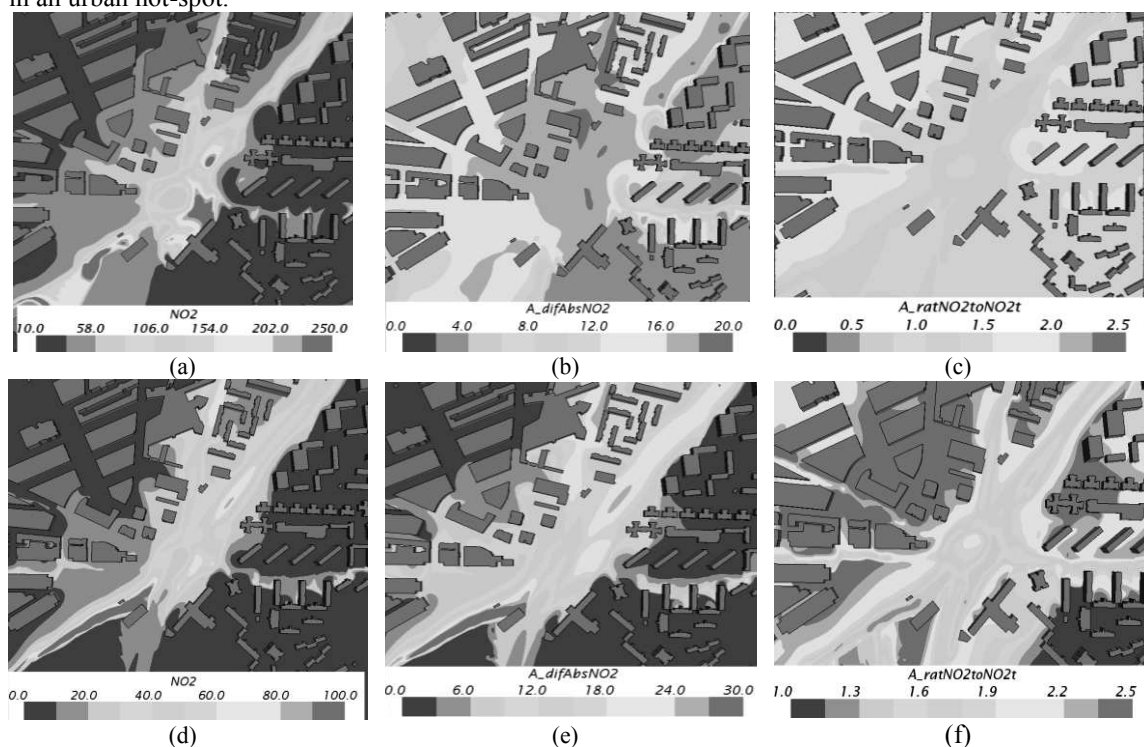 in an urban hot-spot.
NO2
10.0 58.0 106.0 154.0 202.0 250.0
(a)
A_difAbsNO2
0.0 4.0 8.0 12.0 16.0 20.0
(b)
A_ratNO2toNO2t
0.0 0.5 1.0 1.5 2.0 2.5
(c)
NO2
0.0 20.0 40.0 60.0 80.0 100.0
(d)
A_difAbsNO2
0.0 6.0 12.0 18.0 24.0 30.0
(e)
A_ratNO2toNO2t
1.0 1.3 1.6 1.9 2.2 2.5
(f)